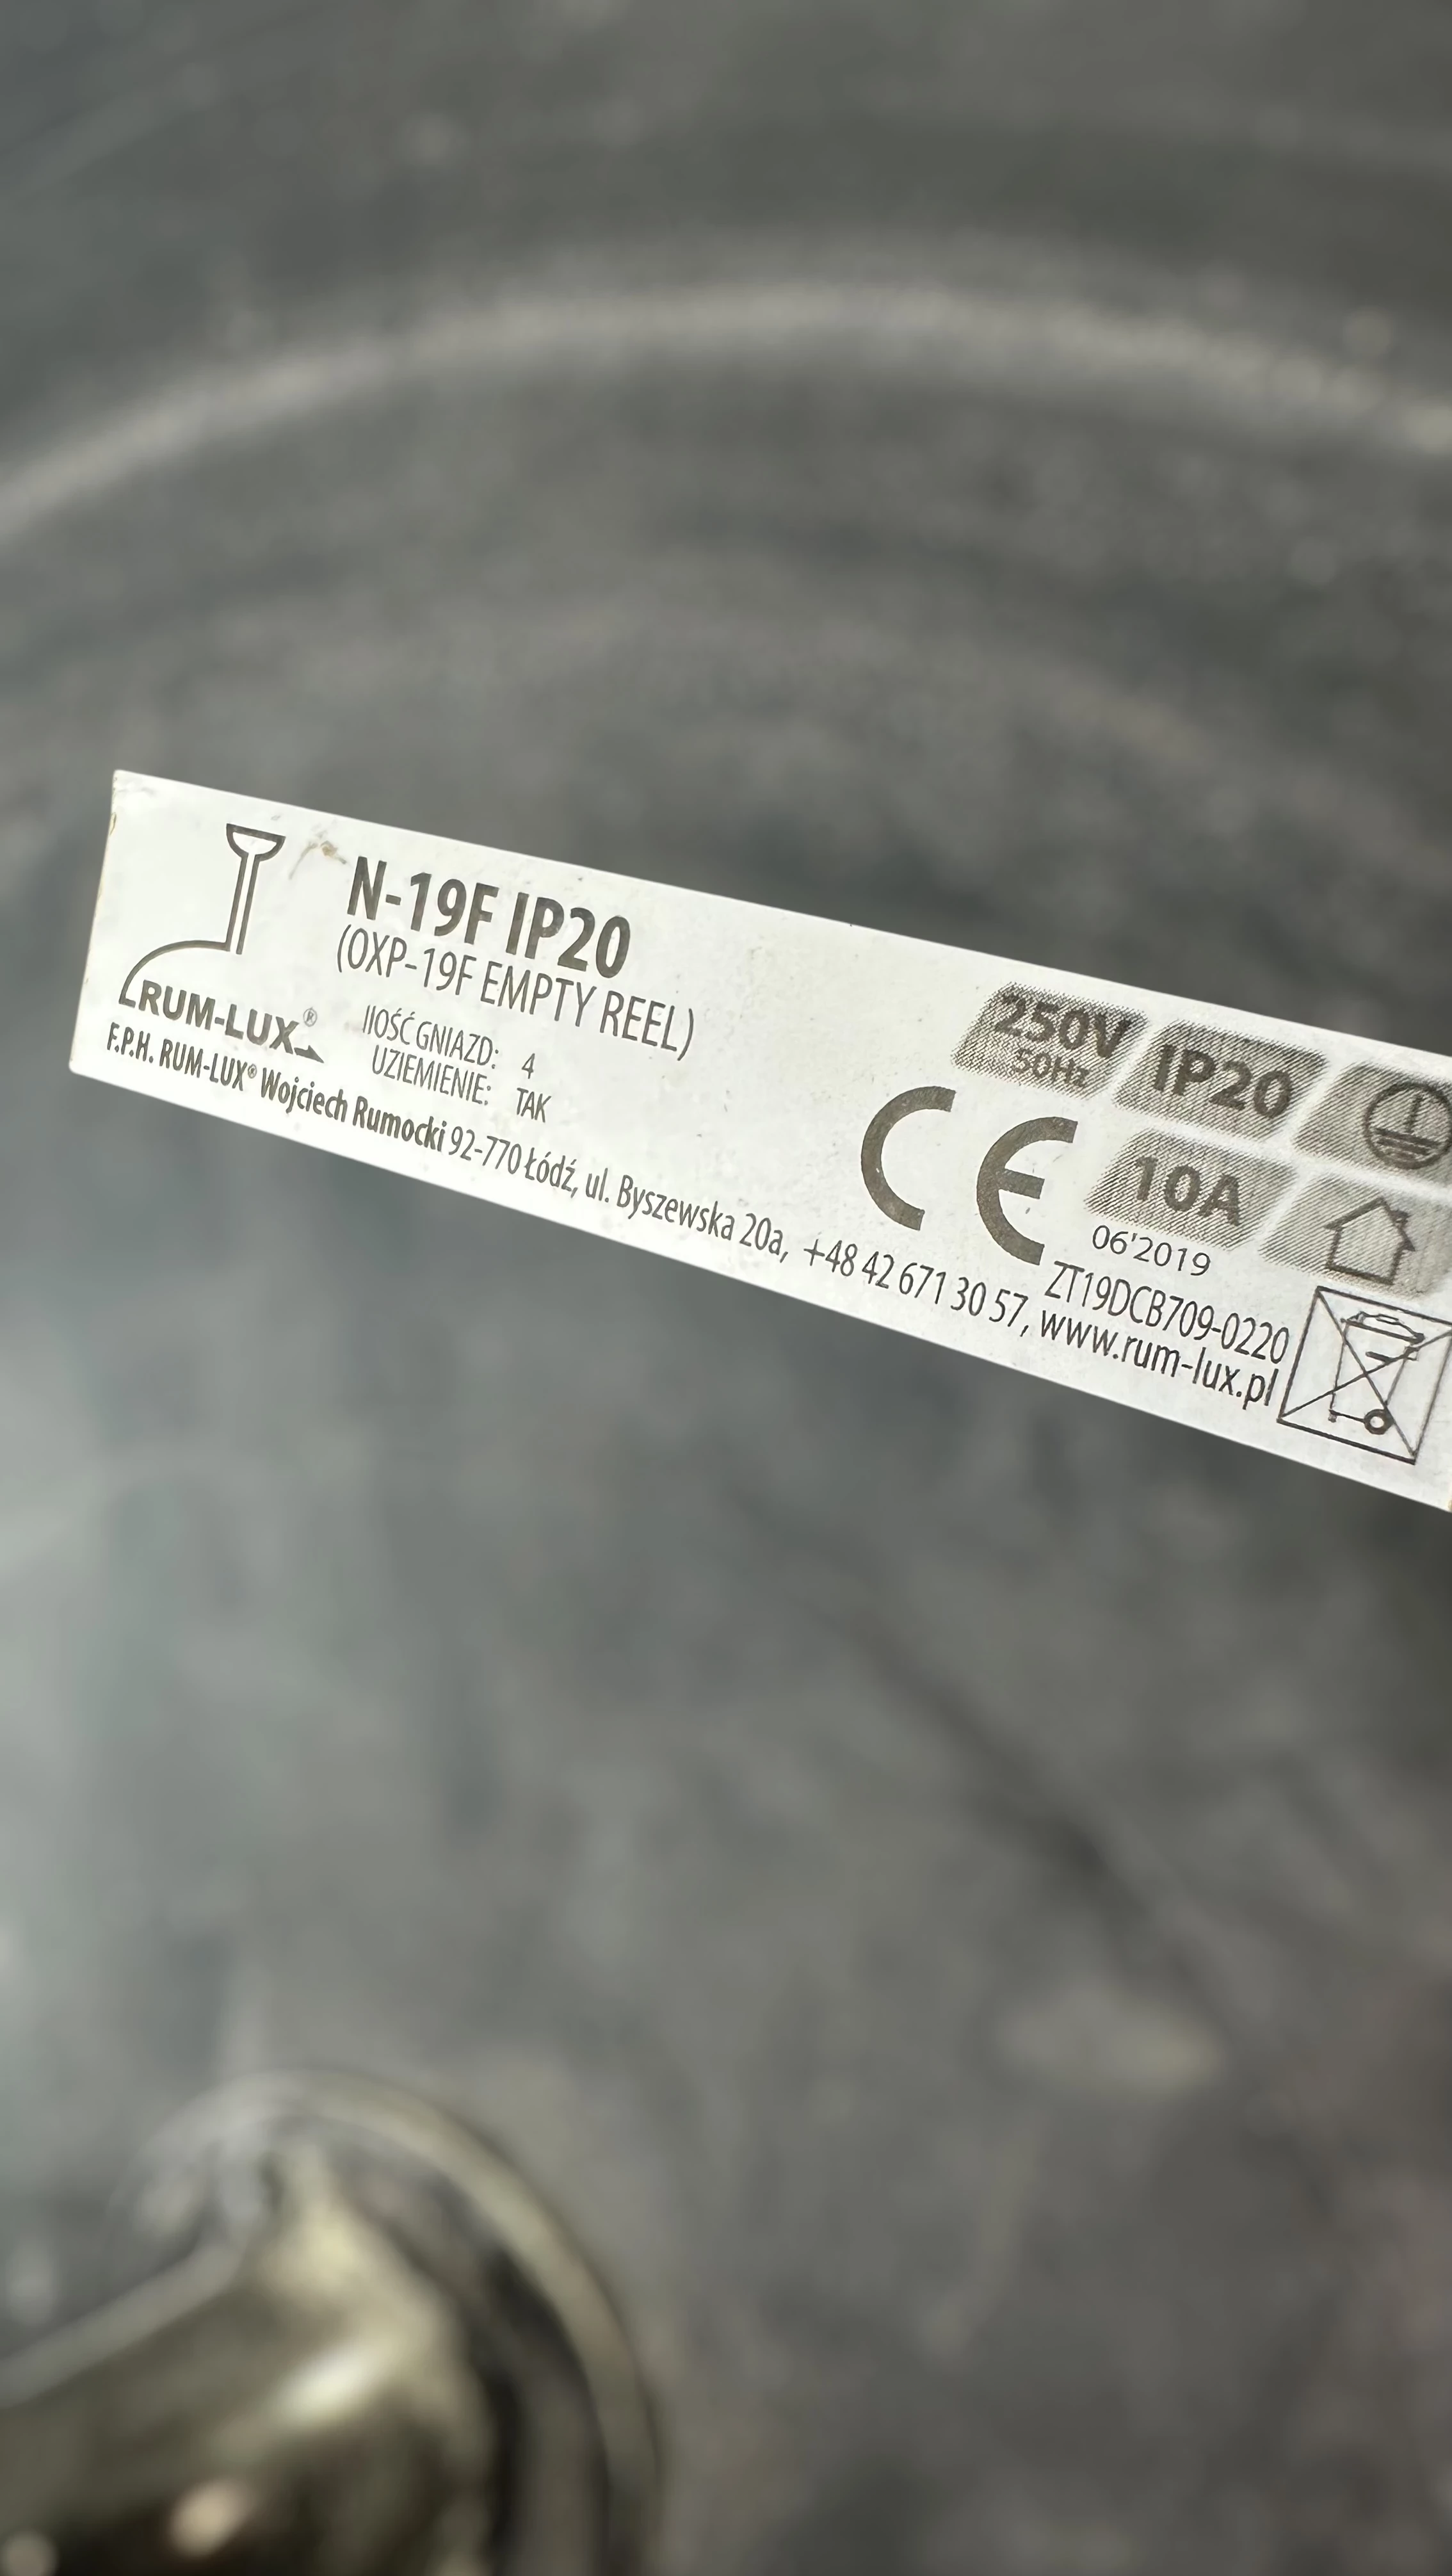 N-19F IP20
(OXP-19F EMPTY REEL)
RUM-LUX®
IIOŚĆ GNIAZD: 4
UZIEMIENIE: TAK
250V
50Hz
IP20
CE
10A
06'2019
ZT19DCB709-0220
F.P.H. RUM-LUX® Wojciech Rumocki 92-770 Łódź, ul. Byszewska 20a, +48 42 671 30 57, www.rum-lux.pl